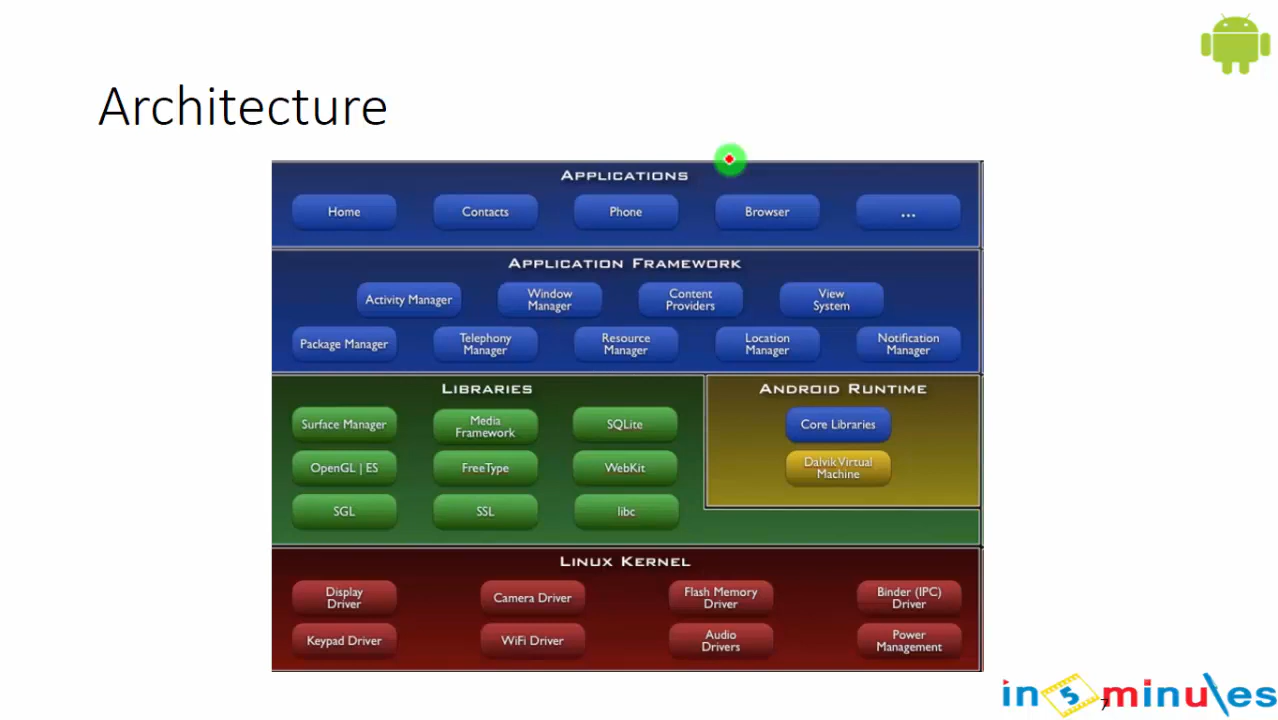 Architecture
APPLICATIONS
Home
Contacts
Phone
Browser
...
APPLICATION FRAMEWORK
Activity Manager
Window
Manager
Content
Providers
View
System
Package Manager
Telephony
Manager
Resource
Manager
Location
Manager
Notification
Manager
LIBRARIES
Surface Manager
Media
Framework
SQLite
OpenGL | ES
FreeType
WebKit
SGL
SSL
libc
ANDROID RUNTIME
Core Libraries
Dalvik Virtual
Machine
LINUX KERNEL
Display
Driver
Camera Driver
Flash Memory
Driver
Binder (IPC)
Driver
Keypad Driver
WiFi Driver
Audio
Drivers
Power
Management
in 5 minutes
7